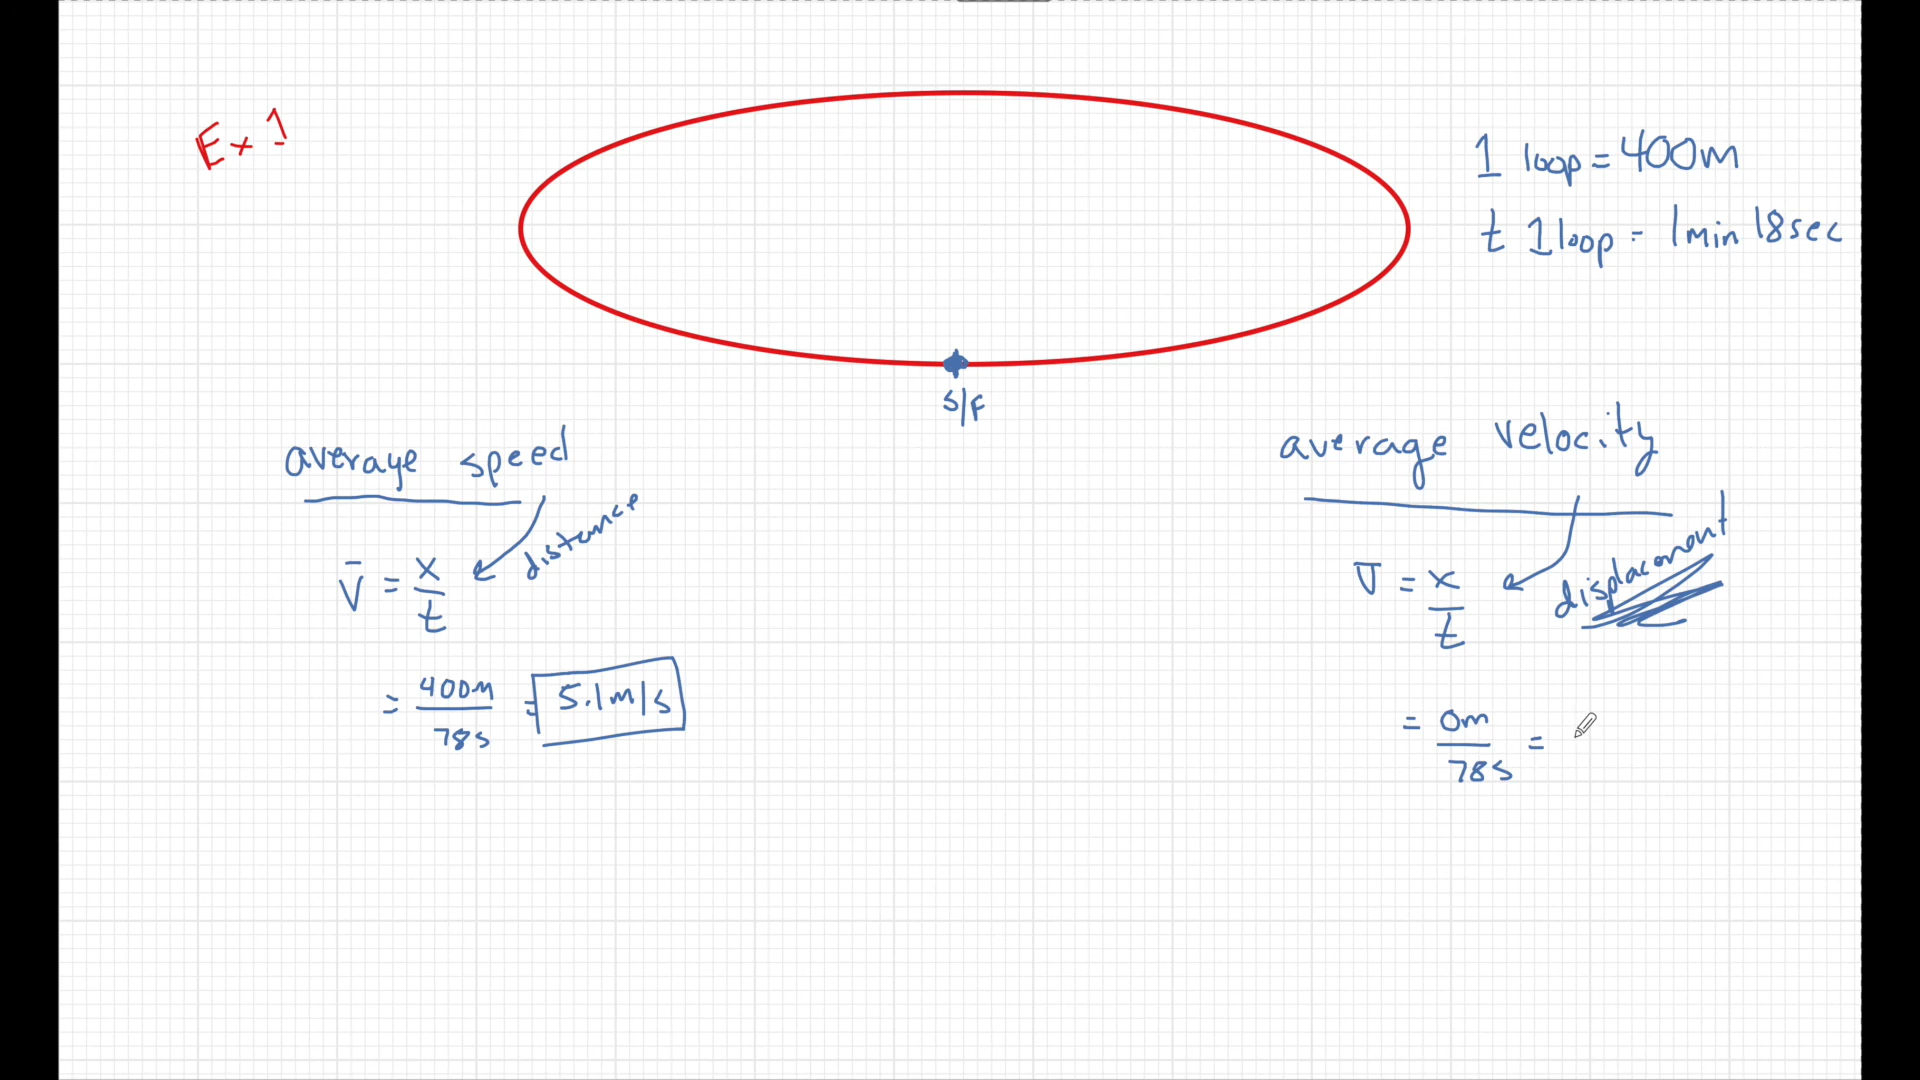 Ex 1
1 loop = 400m
t 1 loop = 1 min 18 sec
S/F
average speed
distance
v̄ = x/t
= 400m/78s = 5.1m/s
average velocity
displacement
v̄ = x/t
= 0m/78s =